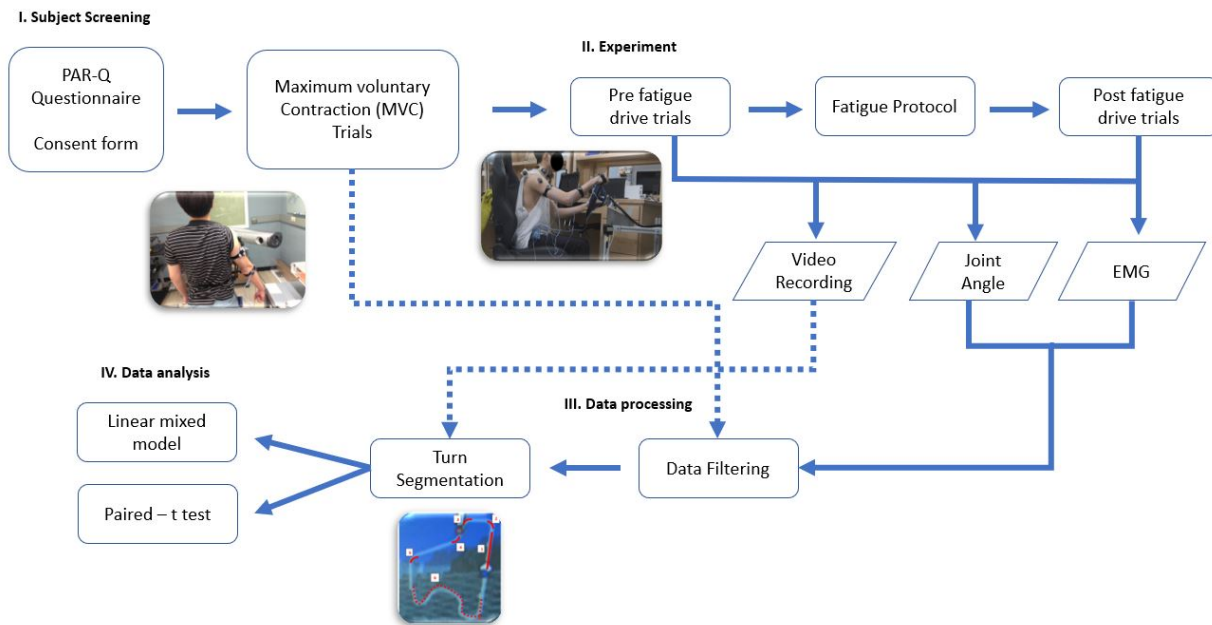 I. Subject Screening
PAR-Q
Questionnaire
Consent form
Maximum voluntary
Contraction (MVC)
Trials
II. Experiment
Pre fatigue
drive trials
Fatigue Protocol
Post fatigue
drive trials
Video
Recording
Joint
Angle
EMG
III. Data processing
Data Filtering
Turn
Segmentation
IV. Data analysis
Linear mixed
model
Paired – t test